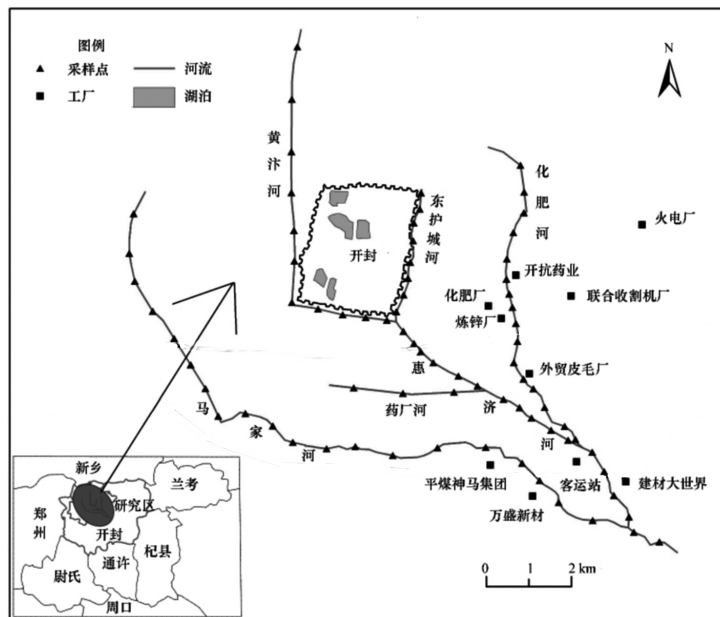 图例
采样点
河流
工厂
湖泊
N
黄汴河
东护城河
化肥河
开封
火电厂
开抗药业
联合收割机厂
化肥厂
炼锌厂
外贸皮毛厂
惠济河
药厂河
马家河
平煤神马集团
客运站
建材大世界
万盛新材
0 1 2 km
新乡
兰考
郑州
研究区
开封
杞县
通许
尉氏
周口